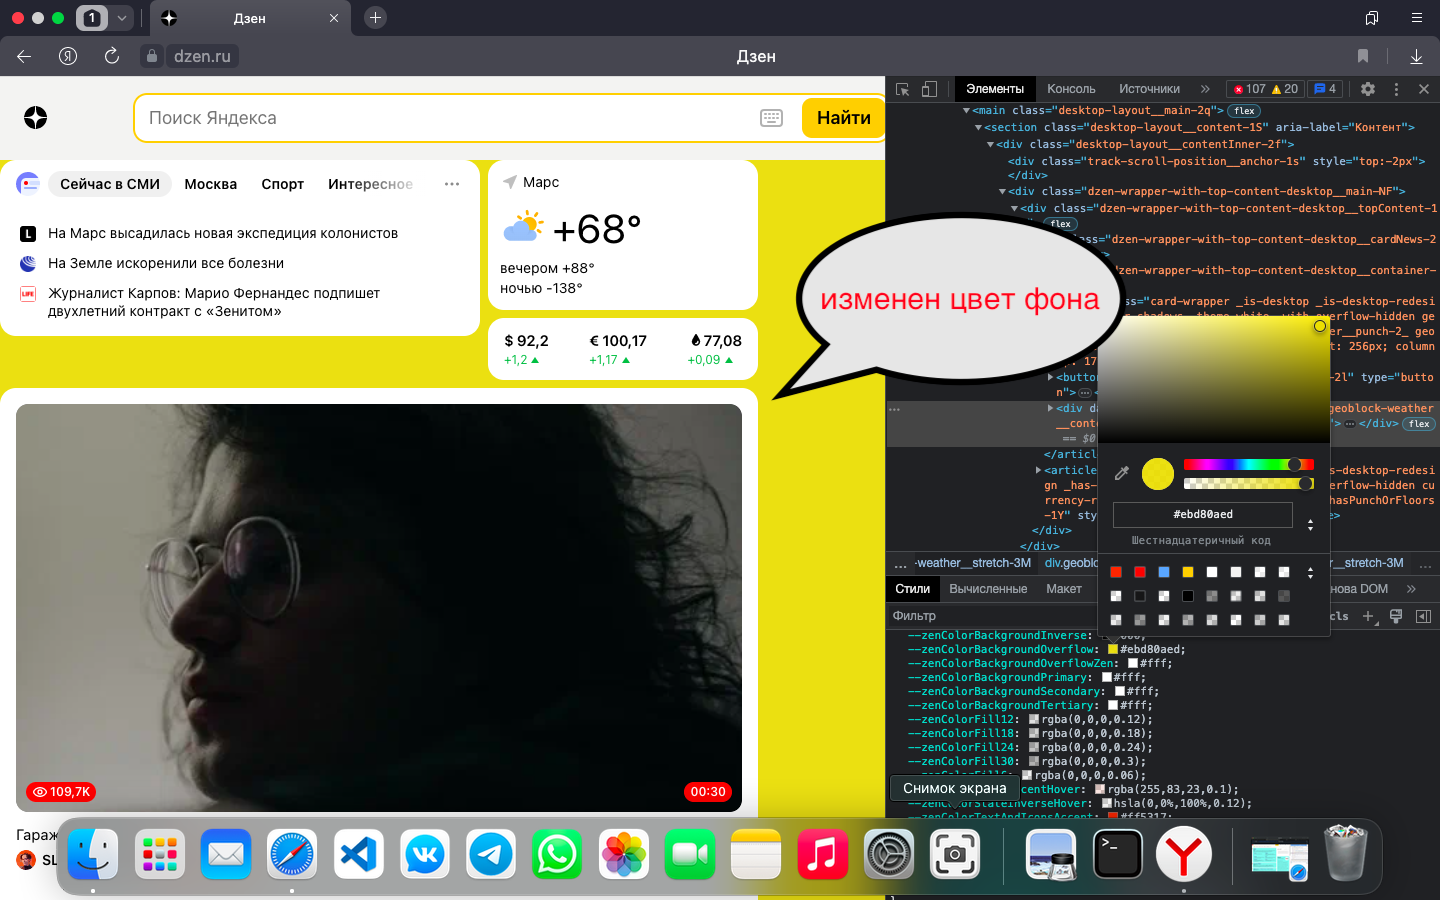 1
Дзен
dzen.ru
Дзен
Поиск Яндекса
Найти
Сейчас в СМИ
Москва
Спорт
Интересное
На Марс высадилась новая экспедиция колонистов
На Земле искоренили все болезни
Журналист Карпов: Марио Фернандес подпишет
двухлетний контракт с «Зенитом»
Марс
+68°
вечером +88°
ночью -138°
$ 92,2
€ 100,17
77,08
+1,2
+1,17
+0,09
109,7K
00:30
изменен цвет фона
Элементы
Консоль
Источники
107
20
4
<main class="desktop-layout__main-2q"> flex
<section class="desktop-layout__content-1S" aria-label="Контент">
<div class="desktop-layout__contentInner-2f">
<div class="track-scroll-position__anchor-1s" style="top:-2px">
</div>
<div class="dzen-wrapper-with-top-content-desktop__main-NF">
<div class="dzen-wrapper-with-top-content-desktop__topContent-1
flex
="dzen-wrapper-with-top-content-desktop__cardNews-2
="dzen-wrapper-with-top-content-desktop__container-
="card-wrapper _is-desktop _is-desktop-redesi
<button
-2l" type="butto
n">
<div
geoblock-weather
__cont
"> … </div> flex
== $0
</articl
<article
s-desktop-redesi
gn _has-
erflow-hidden cu
rrency-r
hasPunchOrFloors
-1Y" sty
</div>
</div>
#ebd80aed
Шестнадцатеричный код
-weather__stretch-3M
div.geoblo
__stretch-3M
Стили
Вычисленные
Макет
нова DOM
Фильтр
cls
--zenColorBackgroundInverse:
--zenColorBackgroundOverflow: #ebd80aed;
--zenColorBackgroundOverflowZen: #fff;
--zenColorBackgroundPrimary: #fff;
--zenColorBackgroundSecondary: #fff;
--zenColorBackgroundTertiary: #fff;
--zenColorFill12: rgba(0,0,0,0.12);
--zenColorFill18: rgba(0,0,0,0.18);
--zenColorFill24: rgba(0,0,0,0.24);
--zenColorFill30: rgba(0,0,0,0.3);
rgba(0,0,0,0.06);
Снимок экрана
centHover: rgba(255,83,23,0.1);
--zenColorStateInverseHover: hsla(0,0%,100%,0.12);
--zenColorTextAndIconsAccent: #ff5317;
Гараж
SL